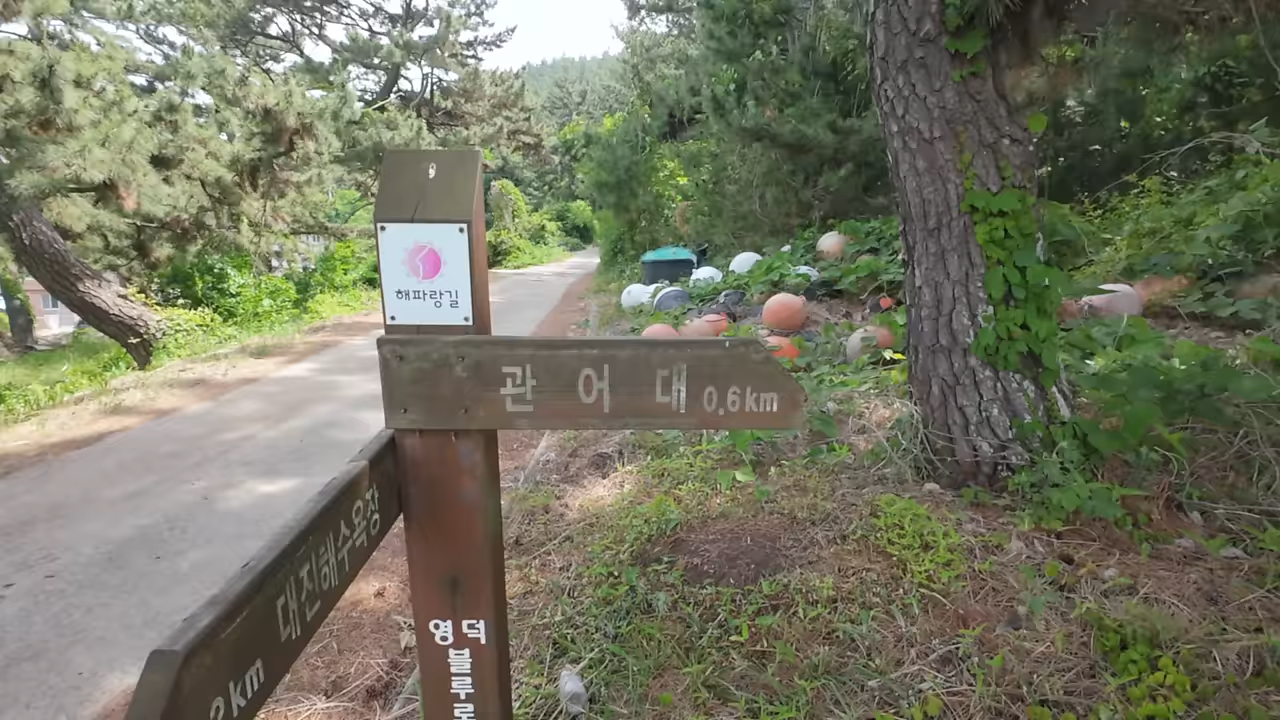 해파랑길
관 어 대 0.6km
대진해수욕장
2km
영덕
블루로